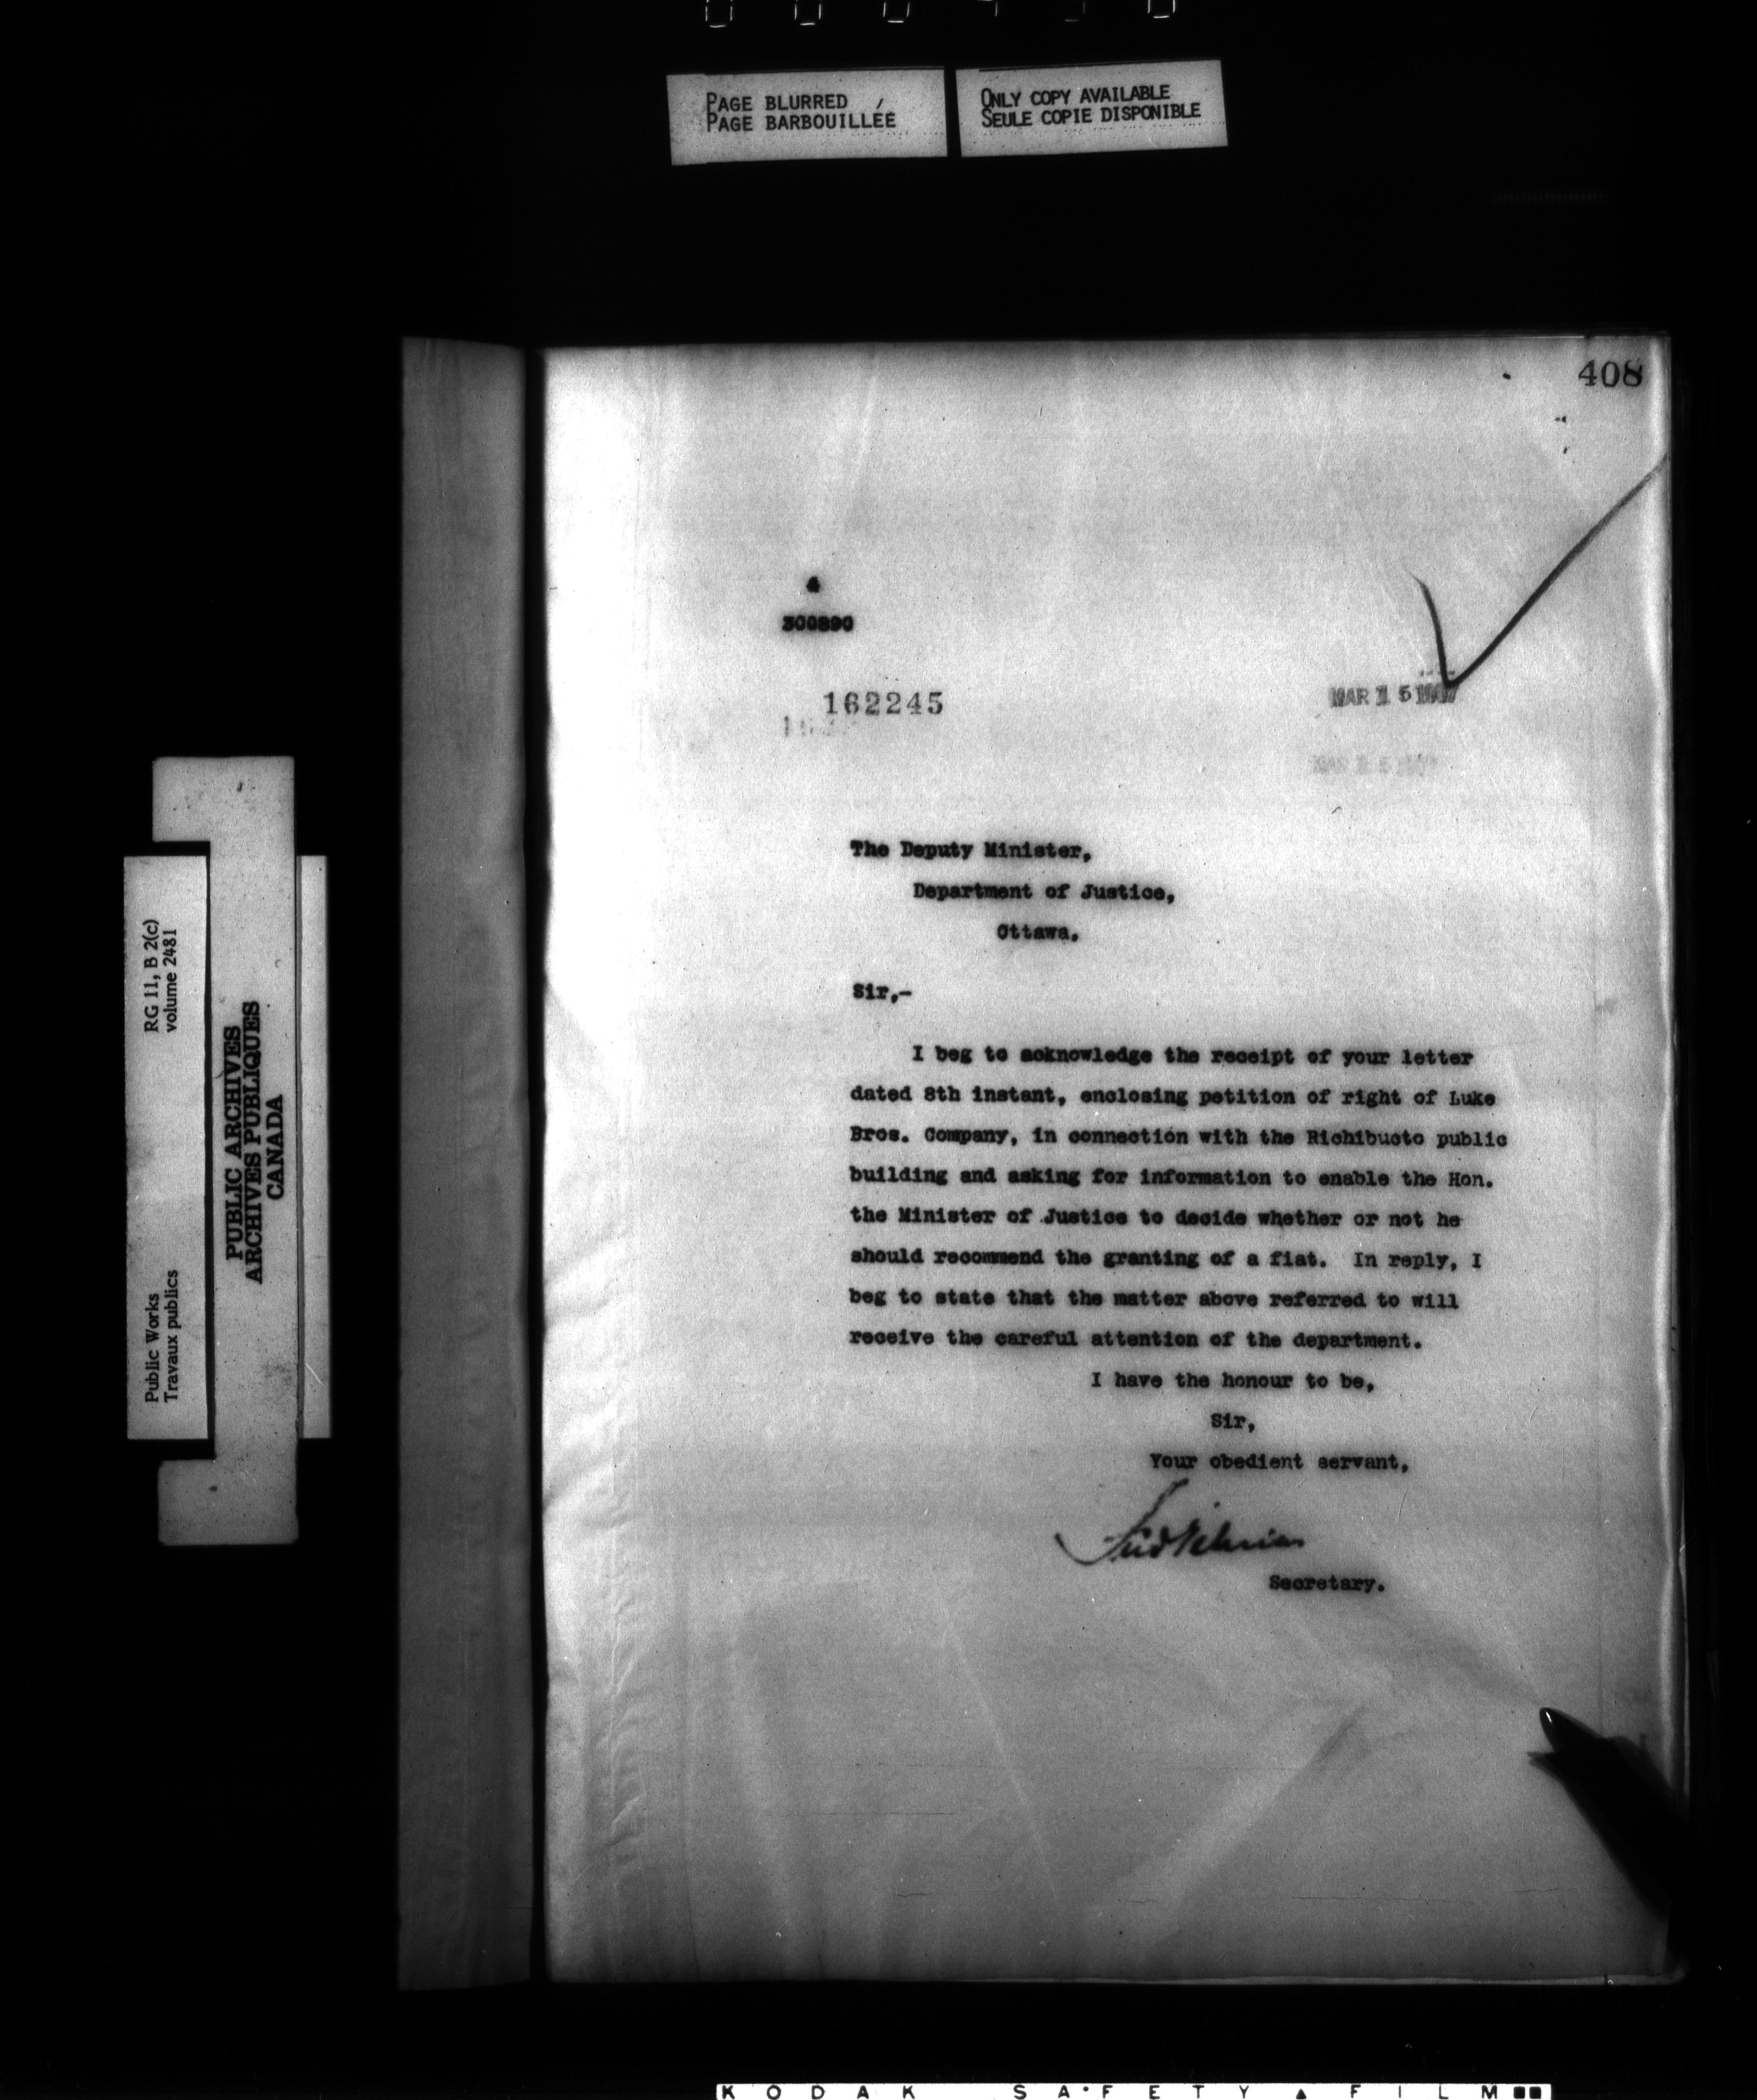 PAGE BLURRED
PAGE BARBOUILLÉE
ONLY COPY AVAILABLE
SEULE COPIE DISPONIBLE
408
4
300890
162245
MAR 15
The Deputy Minister,
Department of Justice,
Ottawa.
Sir,-
I beg to acknowledge the receipt of your letter
dated 8th instant, enclosing petition of right of Luke
Bros. Company, in connection with the Richibucto public
building and asking for information to enable the Hon.
the Minister of Justice to decide whether or not he
should recommend the granting of a fiat. In reply, I
beg to state that the matter above referred to will
receive the careful attention of the department.
I have the honour to be,
Sir,
Your obedient servant,
Secretary.
RG 11, B 2(c)
volume 2481
Public Works
Travaux publics
PUBLIC ARCHIVES
ARCHIVES PUBLIQUES
CANADA
KODAK SAFETY FILM